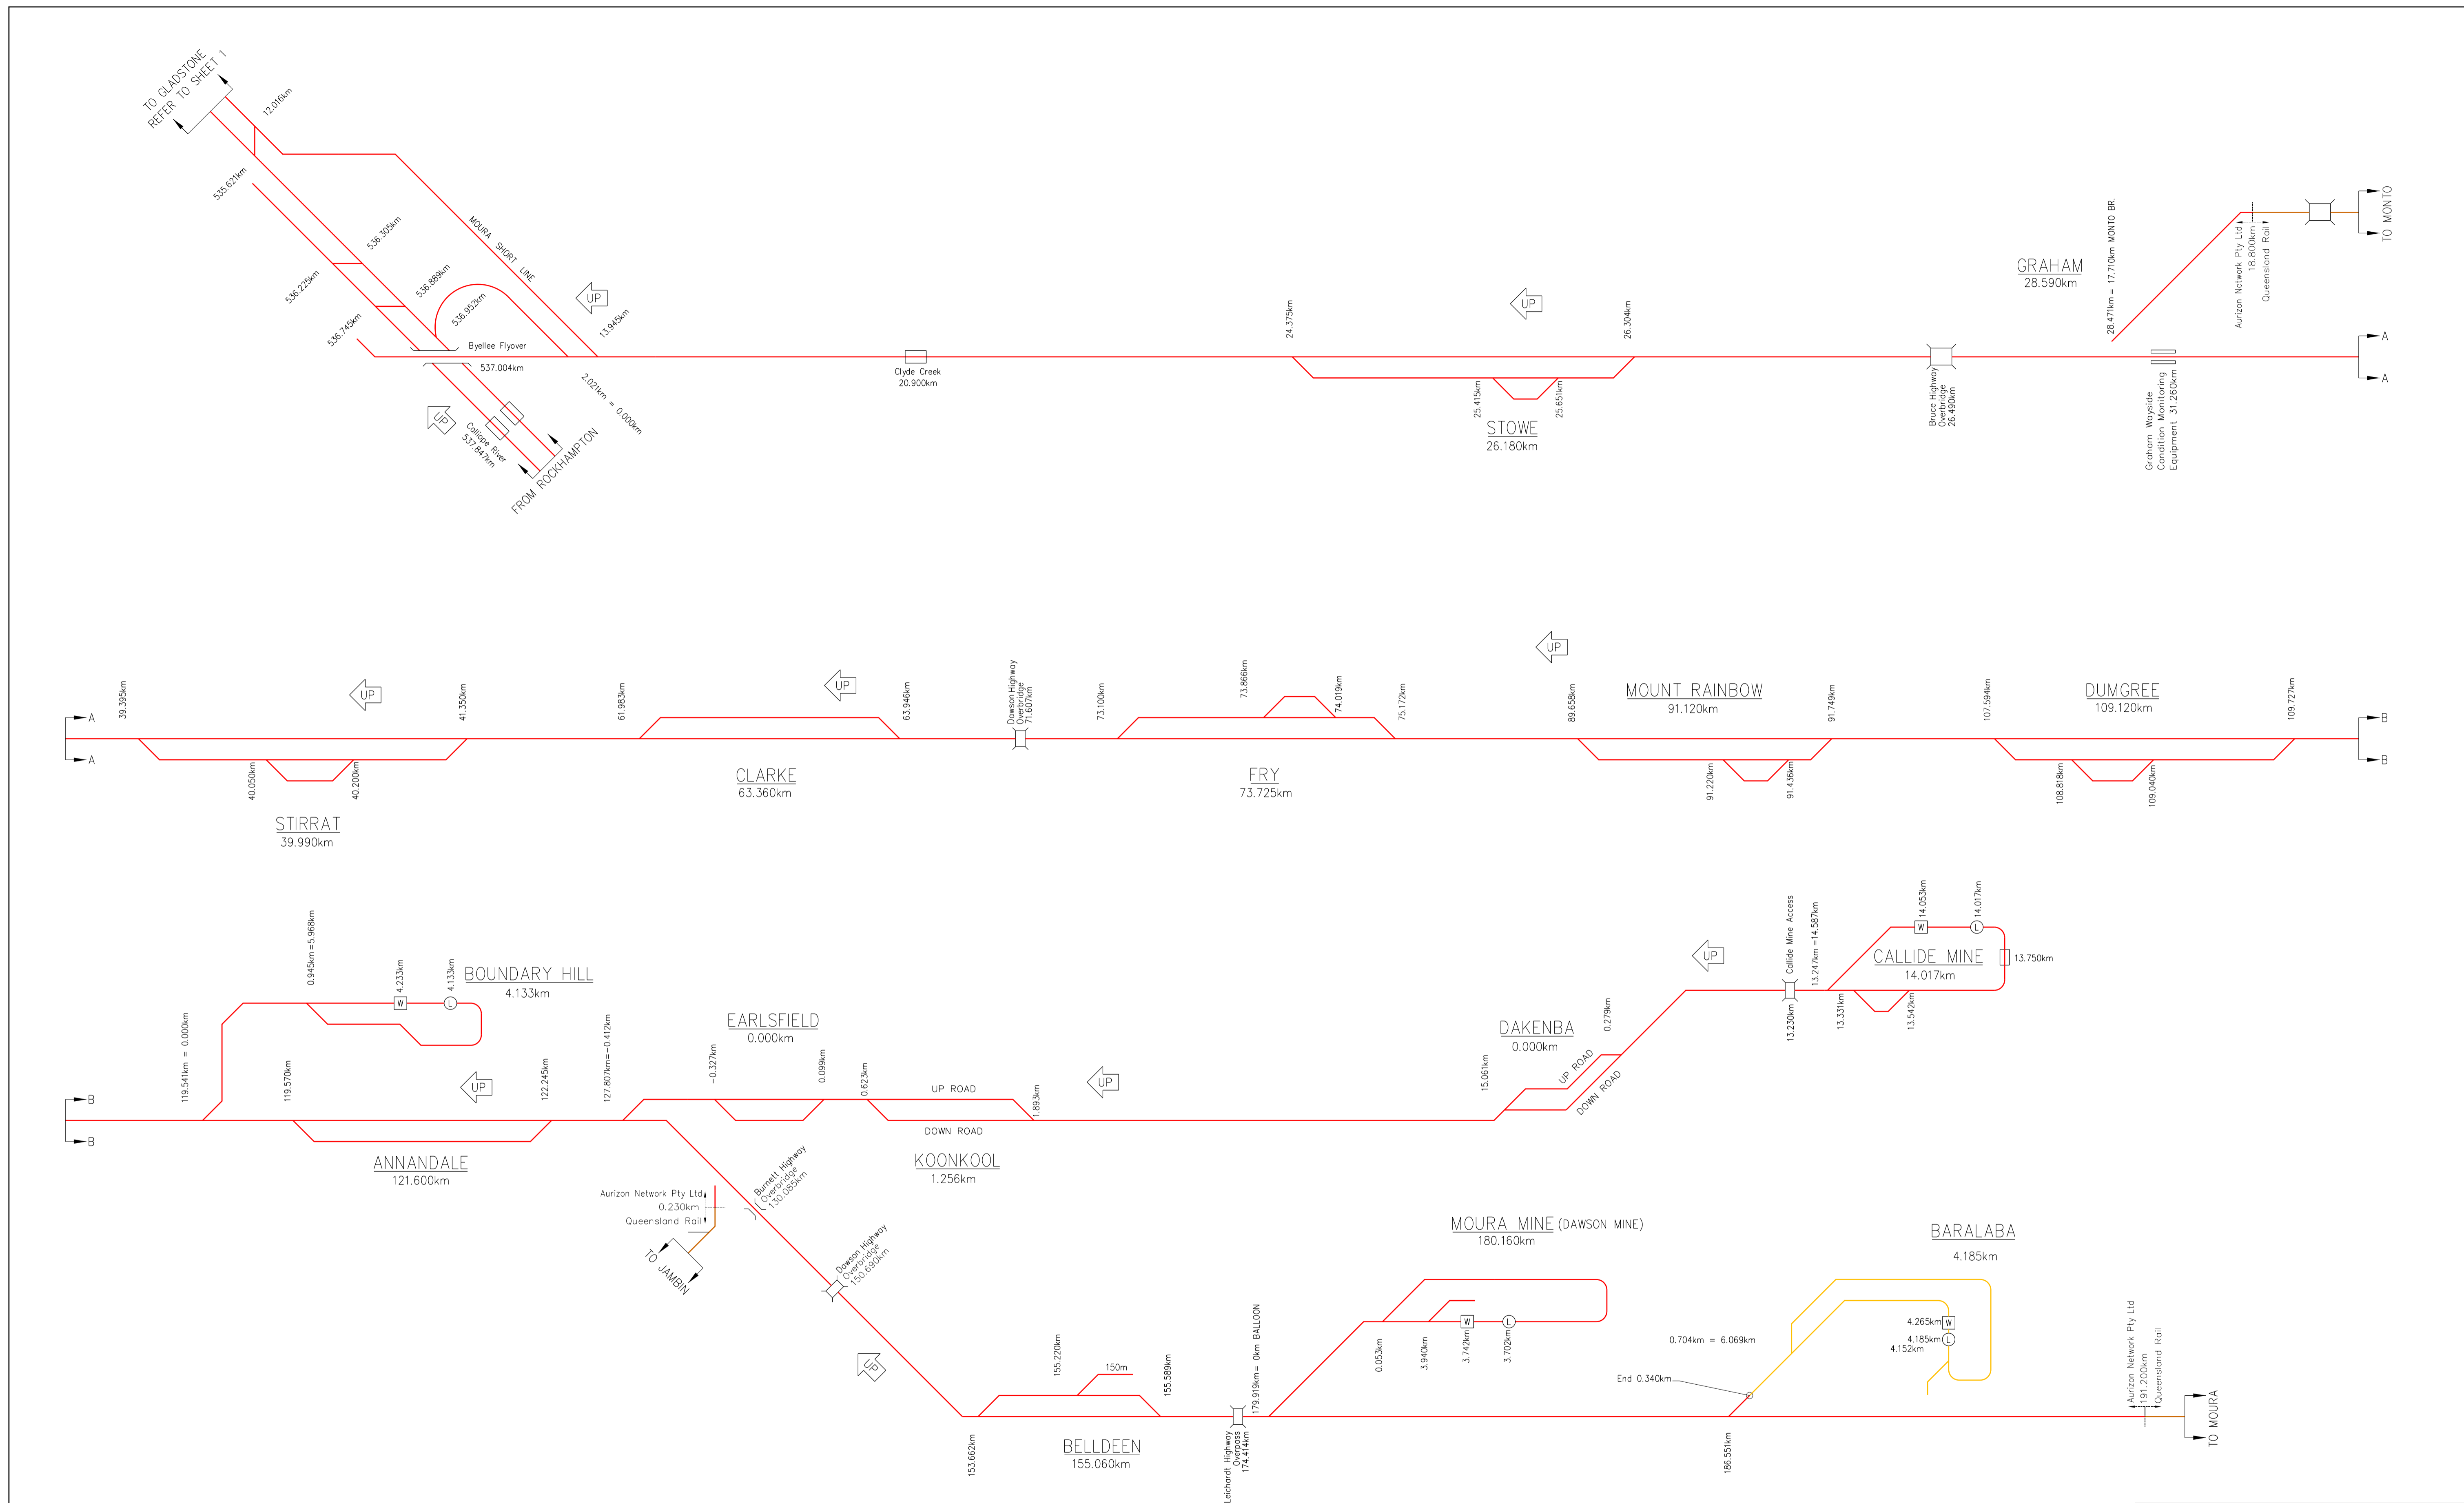 TO GLADSTONE
REFER TO SHEET 1
12.016km
535.621km
536.305km
536.225km
536.889km
536.952km
536.745km
MOURA SHORT LINE
UP
13.945km
Byellee Flyover
537.004km
2.021km = 0.000km
UP
Calliope River
537.847km
FROM ROCKHAMPTON
Clyde Creek
20.900km
24.375km
UP
26.304km
25.415km
25.651km
STOWE
26.180km
Bruce Highway
Overbridge
26.490km
GRAHAM
28.590km
28.471km = 17.710km MONTO BR.
Aurizon Network Pty Ltd
18.800km
Queensland Rail
TO MONTO
A
A
Graham Wayside
Condition Monitoring
Equipment 31.260km
A
A
39.395km
UP
41.350km
40.050km
40.200km
STIRRAT
39.990km
61.983km
UP
63.946km
CLARKE
63.360km
Dawson Highway
Overbridge
71.607km
73.100km
73.866km
74.019km
75.172km
FRY
73.725km
UP
89.658km
MOUNT RAINBOW
91.120km
91.749km
91.220km
91.436km
107.594km
DUMGREE
109.120km
109.727km
108.818km
109.040km
B
B
B
B
119.541km = 0.000km
0.945km=5.968km
4.233km
W
4.133km
L
BOUNDARY HILL
4.133km
119.570km
UP
122.245km
ANNANDALE
121.600km
127.807km=-0.412km
EARLSFIELD
0.000km
-0.327km
0.099km
0.623km
UP ROAD
DOWN ROAD
1.893km
KOONKOOL
1.256km
UP
15.061km
DAKENBA
0.000km
0.279km
UP ROAD
DOWN ROAD
UP
13.230km
Callide Mine Access
13.247km=14.587km
14.053km
W
14.017km
L
CALLIDE MINE
14.017km
13.750km
13.331km
13.542km
Aurizon Network Pty Ltd
0.230km
Queensland Rail
TO JAMBIN
Burnett Highway
Overbridge
130.085km
Dawson Highway
Overbridge
150.690km
UP
153.662km
155.220km
150m
155.589km
BELLDEEN
155.060km
Leichardt Highway
Overpass
174.414km
179.919km= 0km BALLOON
MOURA MINE (DAWSON MINE)
180.160km
0.053km
3.940km
W
3.742km
L
3.702km
BARALABA
4.185km
0.704km = 6.069km
4.265km
W
4.185km
L
4.152km
End 0.340km
186.551km
Aurizon Network Pty Ltd
191.200km
Queensland Rail
TO MOURA